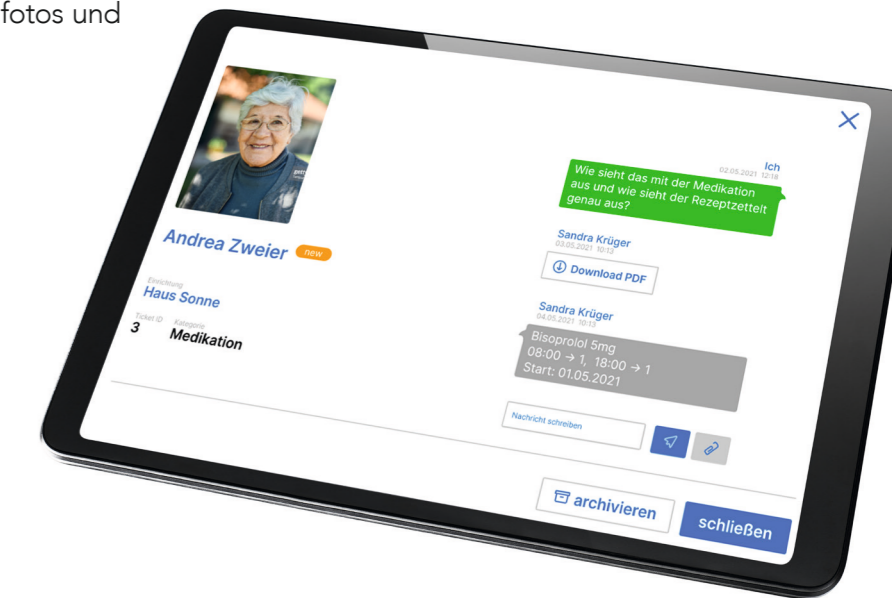 fotos und
Andrea Zweier new
Einrichtung
Haus Sonne
Ticket ID Kategorie
3 Medikation
Ich
02.05.2021 12:18
Wie sieht das mit der Medikation
aus und wie sieht der Rezeptzettelt
genau aus?
Sandra Krüger
03.05.2021 10:13
Download PDF
Sandra Krüger
04.05.2021 10:13
Bisoprolol 5mg
08:00 → 1, 18:00 → 1
Start: 01.05.2021
Nachricht schreiben
archivieren
schließen